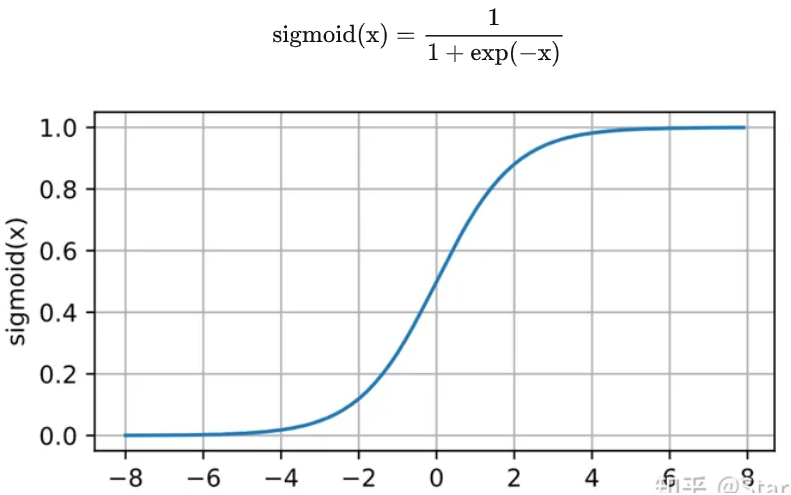 sigmoid(x) = 1 / (1 + exp(−x))
1.0
0.8
0.6
0.4
0.2
0.0
sigmoid(x)
−8 −6 −4 −2 0 2 4 6 8
知乎 @Star